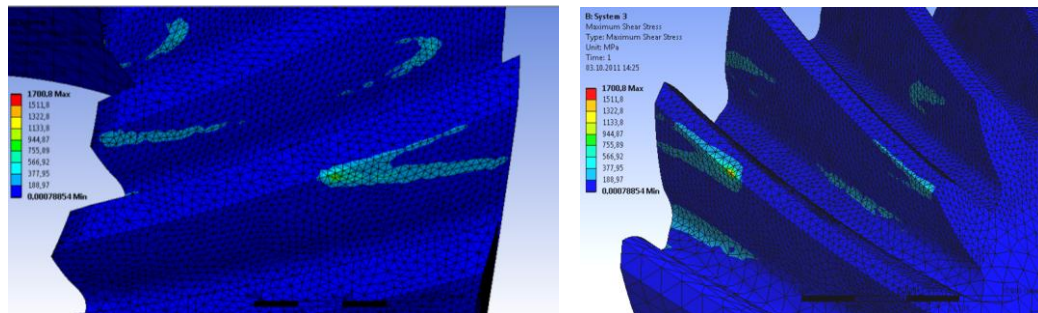 1700,8 Max
1511,8
1322,8
1133,8
944,87
755,89
566,92
377,95
188,97
0,00078054 Min
B: System 3
Maximum Shear Stress
Type: Maximum Shear Stress
Unit: MPa
Time: 1
03.10.2011 14:25
1700,8 Max
1511,8
1322,8
1133,8
944,87
755,89
566,92
377,95
188,97
0,00078054 Min